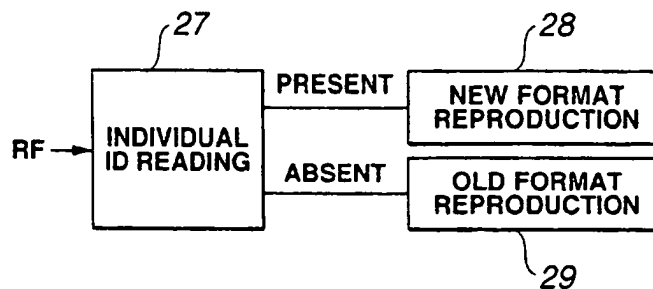 27
28
PRESENT
NEW FORMAT
REPRODUCTION
RF
INDIVIDUAL
ID READING
ABSENT
OLD FORMAT
REPRODUCTION
29